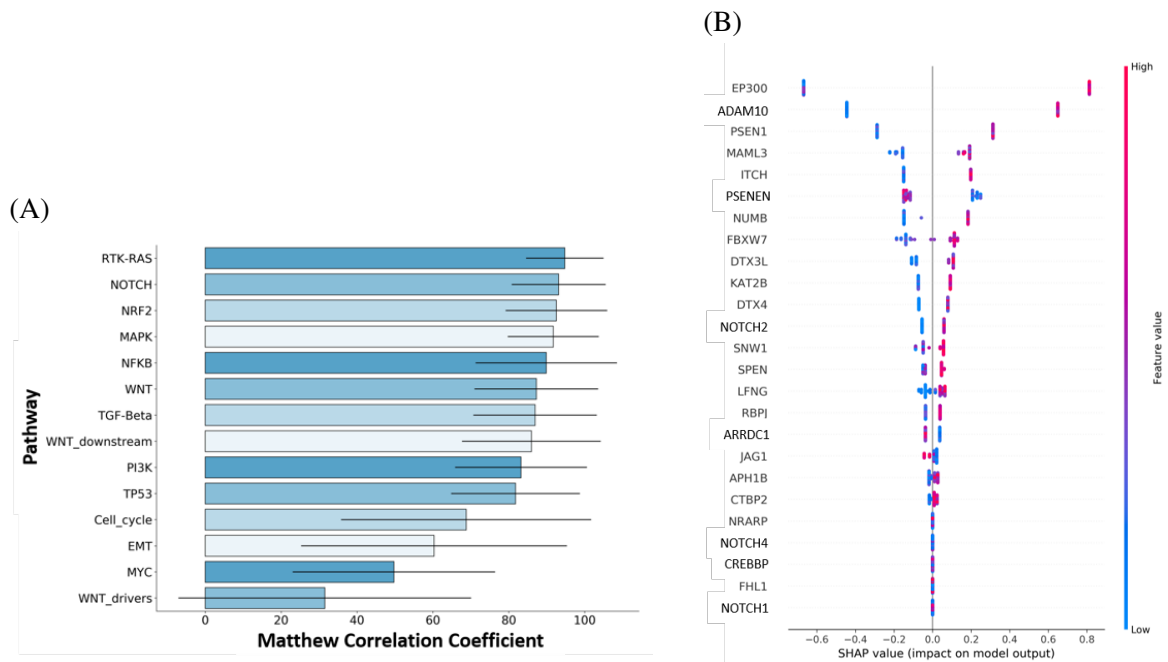 (A)
Pathway
RTK-RAS
NOTCH
NRF2
MAPK
NFKB
WNT
TGF-Beta
WNT_downstream
PI3K
TP53
Cell_cycle
EMT
MYC
WNT_drivers
0 20 40 60 80 100
Matthew Correlation Coefficient
(B)
EP300
ADAM10
PSEN1
MAML3
ITCH
PSENEN
NUMB
FBXW7
DTX3L
KAT2B
DTX4
NOTCH2
SNW1
SPEN
LFNG
RBPJ
ARRDC1
JAG1
APH1B
CTBP2
NRARP
NOTCH4
CREBBP
FHL1
NOTCH1
−0.6 −0.4 −0.2 0.0 0.2 0.4 0.6 0.8
SHAP value (impact on model output)
High
Feature value
Low